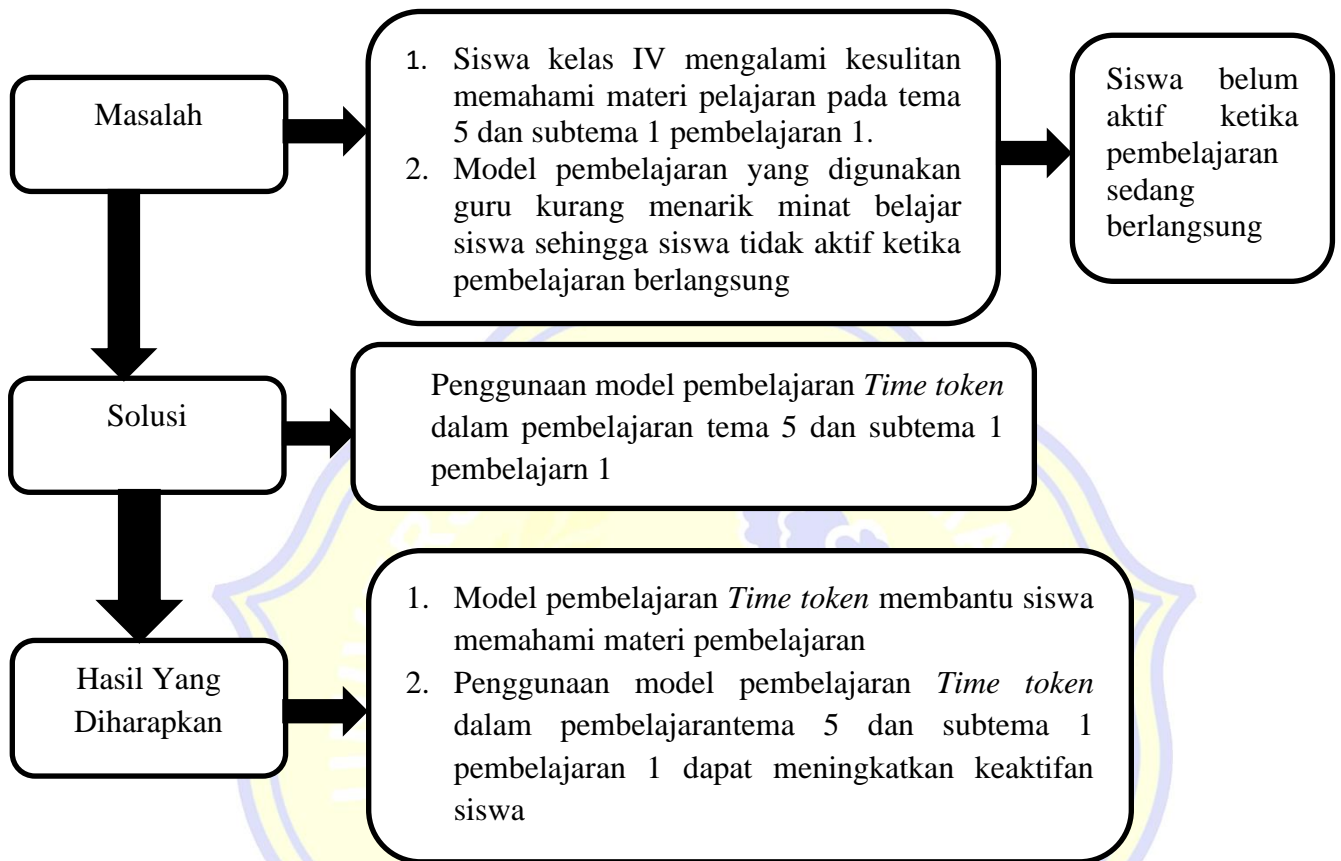 Masalah
1. Siswa kelas IV mengalami kesulitan
memahami materi pelajaran pada tema
5 dan subtema 1 pembelajaran 1.
2. Model pembelajaran yang digunakan
guru kurang menarik minat belajar
siswa sehingga siswa tidak aktif ketika
pembelajaran berlangsung
Siswa belum
aktif ketika
pembelajaran
sedang
berlangsung
Solusi
Penggunaan model pembelajaran Time token
dalam pembelajaran tema 5 dan subtema 1
pembelajarn 1
Hasil Yang
Diharapkan
1. Model pembelajaran Time token membantu siswa
memahami materi pembelajaran
2. Penggunaan model pembelajaran Time token
dalam pembelajarantema 5 dan subtema 1
pembelajaran 1 dapat meningkatkan keaktifan
siswa